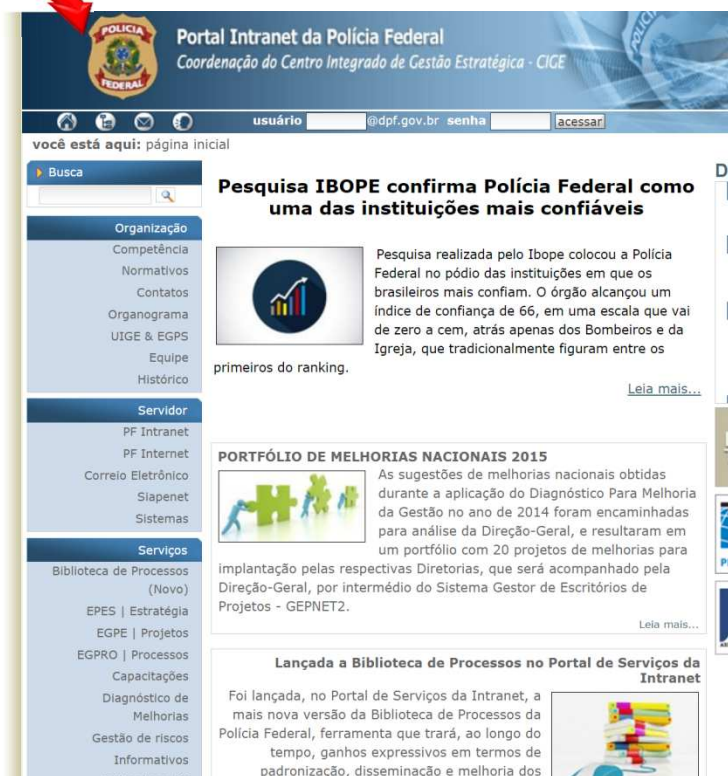 POLICIA
FEDERAL
Portal Intranet da Polícia Federal
Coordenação do Centro Integrado de Gestão Estratégica - CIGE
usuário @dpf.gov.br senha acessar
você está aqui: página inicial
Busca
Organização
Competência
Normativos
Contatos
Organograma
UIGE & EGPS
Equipe
Histórico
Servidor
PF Intranet
PF Internet
Correio Eletrônico
Siapenet
Sistemas
Serviços
Biblioteca de Processos
(Novo)
EPES | Estratégia
EGPE | Projetos
EGPRO | Processos
Capacitações
Diagnóstico de
Melhorias
Gestão de riscos
Informativos
Pesquisa IBOPE confirma Polícia Federal como
uma das instituições mais confiáveis
Pesquisa realizada pelo Ibope colocou a Polícia
Federal no pódio das instituições em que os
brasileiros mais confiam. O órgão alcançou um
índice de confiança de 66, em uma escala que vai
de zero a cem, atrás apenas dos Bombeiros e da
Igreja, que tradicionalmente figuram entre os
primeiros do ranking.
Leia mais...
PORTFÓLIO DE MELHORIAS NACIONAIS 2015
As sugestões de melhorias nacionais obtidas
durante a aplicação do Diagnóstico Para Melhoria
da Gestão no ano de 2014 foram encaminhadas
para análise da Direção-Geral, e resultaram em
um portfólio com 20 projetos de melhorias para
implantação pelas respectivas Diretorias, que será acompanhado pela
Direção-Geral, por intermédio do Sistema Gestor de Escritórios de
Projetos - GEPNET2.
Leia mais...
Lançada a Biblioteca de Processos no Portal de Serviços da
Intranet
Foi lançada, no Portal de Serviços da Intranet, a
mais nova versão da Biblioteca de Processos da
Polícia Federal, ferramenta que trará, ao longo do
tempo, ganhos expressivos em termos de
padronização, disseminação e melhoria dos
D